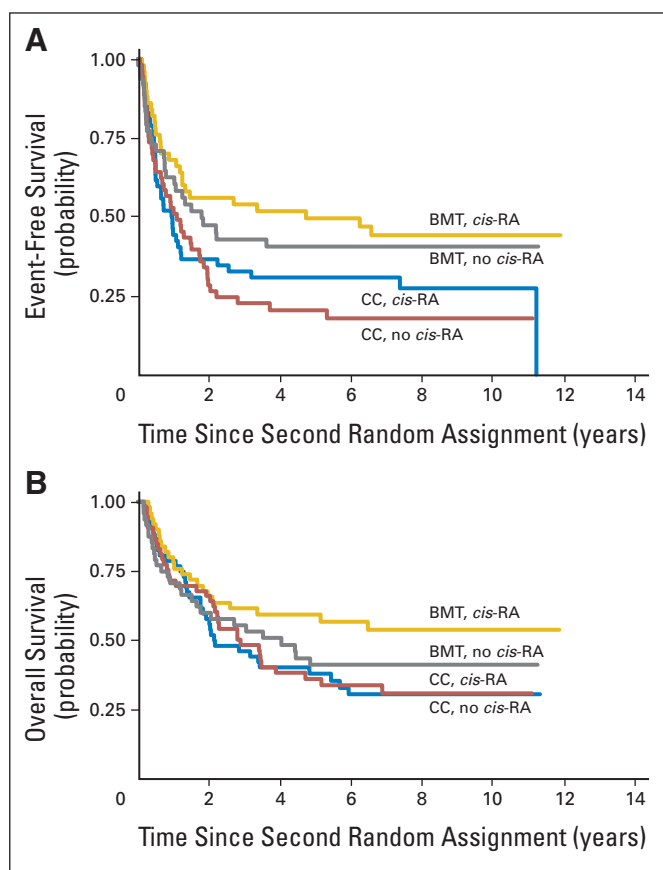 A
1.00
0.75
0.50
0.25
Event-Free Survival
(probability)
BMT, cis-RA
BMT, no cis-RA
CC, cis-RA
CC, no cis-RA
0 2 4 6 8 10 12 14
Time Since Second Random Assignment (years)
B
1.00
0.75
0.50
0.25
Overall Survival
(probability)
BMT, cis-RA
BMT, no cis-RA
CC, cis-RA
CC, no cis-RA
0 2 4 6 8 10 12 14
Time Since Second Random Assignment (years)